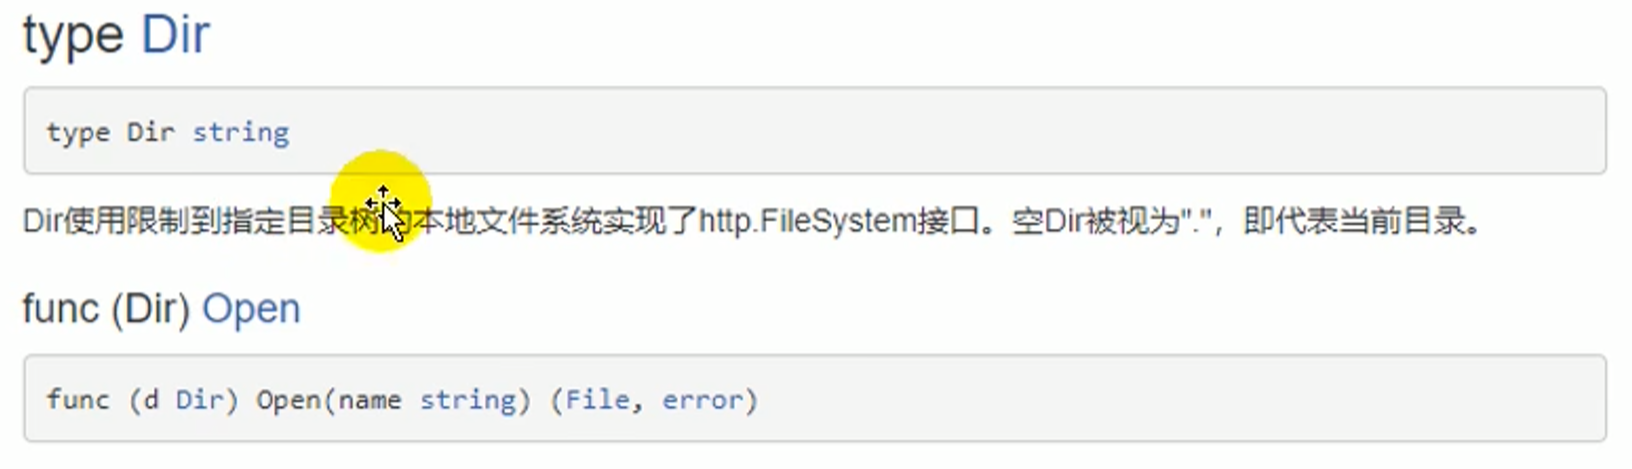 type Dir
type Dir string
Dir使用限制到指定目录树的本地文件系统实现了http.FileSystem接口。空Dir被视为"."，即代表当前目录。
func (Dir) Open
func (d Dir) Open(name string) (File, error)